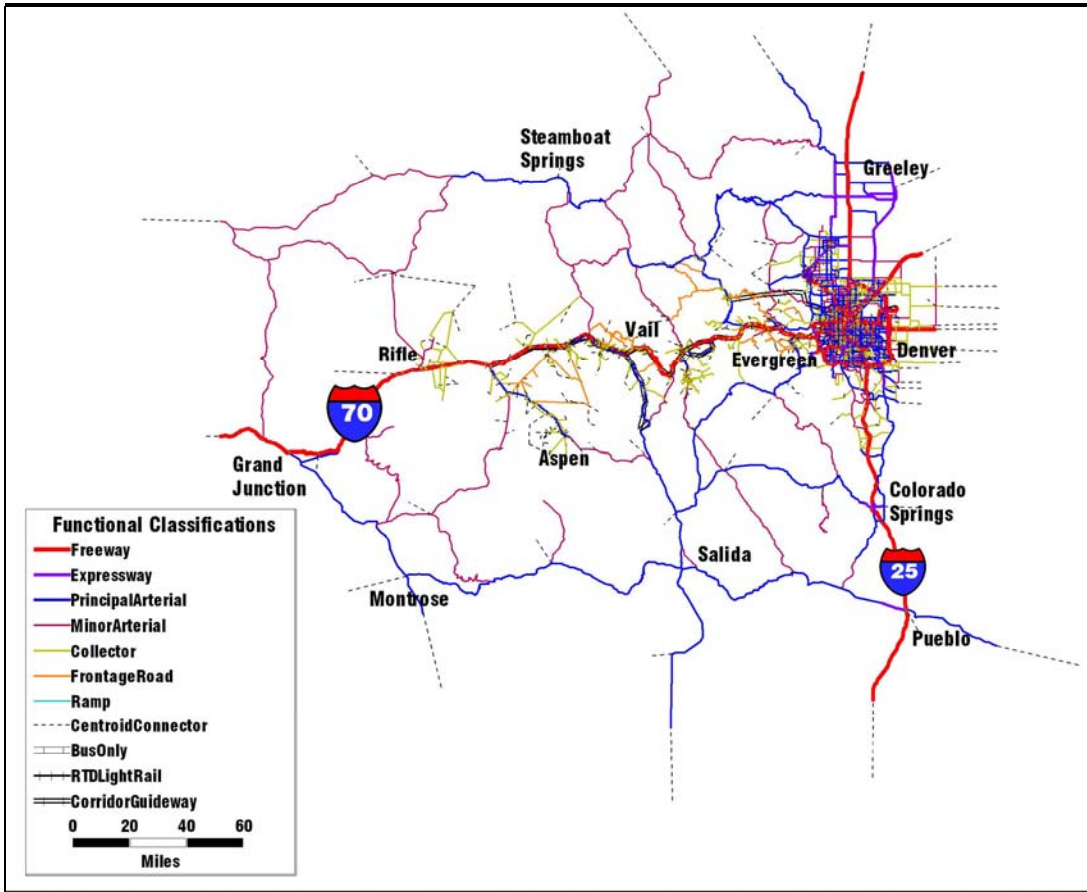 Steamboat
Springs
Greeley
Vail
Rifle
Evergreen
Denver
70
Grand
Junction
Aspen
Colorado
Springs
Salida
25
Montrose
Pueblo
Functional Classifications
Freeway
Expressway
PrincipalArterial
MinorArterial
Collector
FrontageRoad
Ramp
CentroidConnector
BusOnly
RTDLightRail
CorridorGuideway
0 20 40 60
Miles